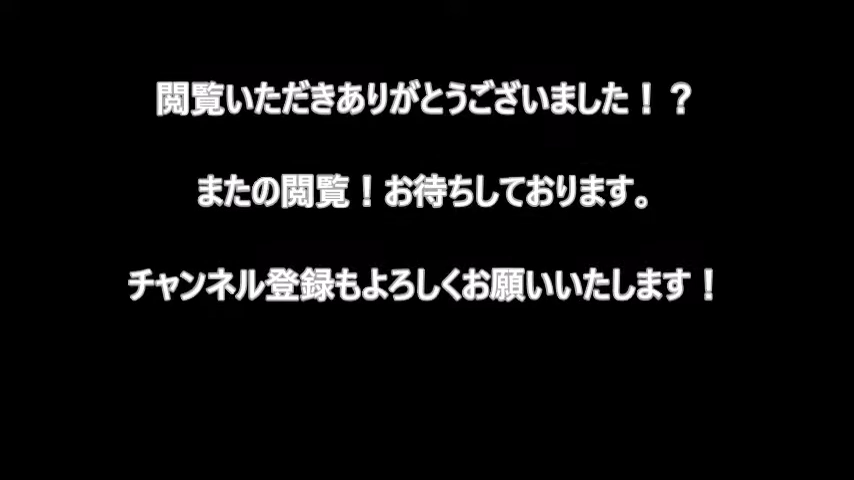 閲覧いただきありがとうございました！？
またの閲覧！お待ちしております。
チャンネル登録もよろしくお願いいたします！